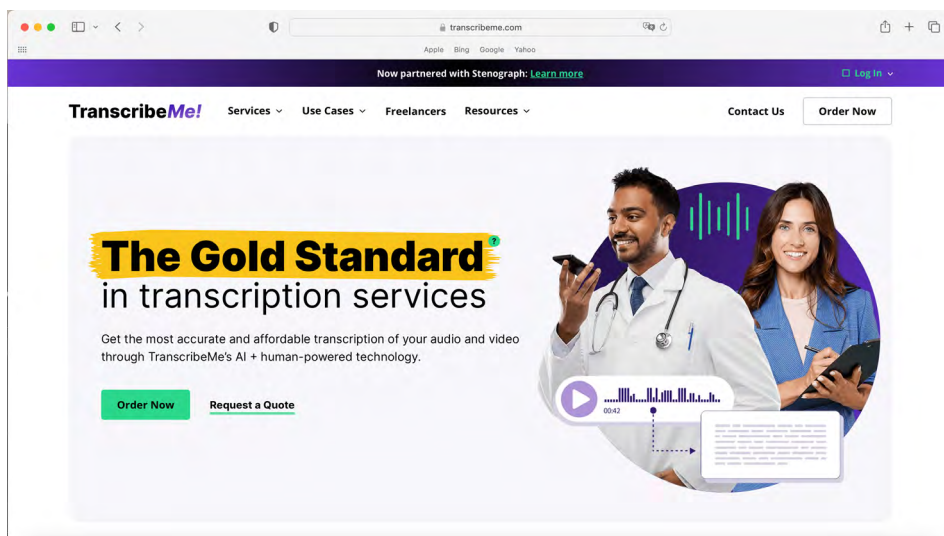 transcribeme.com
Apple Bing Google Yahoo
Now partnered with Stenograph: Learn more
Log In
TranscribeMe!
Services
Use Cases
Freelancers
Resources
Contact Us
Order Now
The Gold Standard
?
in transcription services
Get the most accurate and affordable transcription of your audio and video
through TranscribeMe's AI + human-powered technology.
Order Now
Request a Quote
00:42